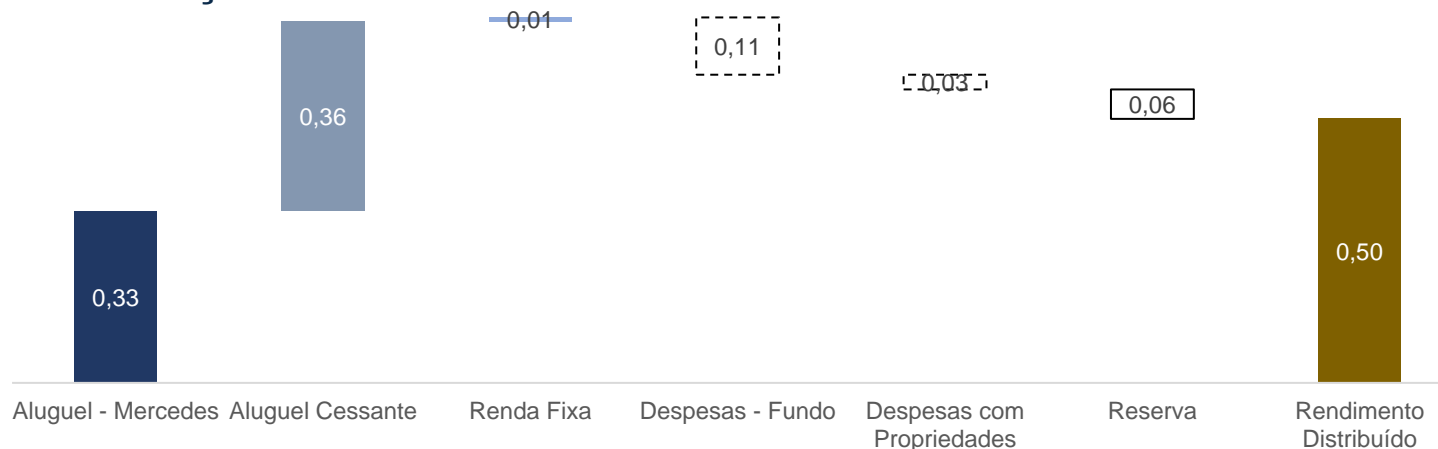 0,01
0,11
0,03
0,36
0,06
0,50
0,33
Aluguel - Mercedes
Aluguel Cessante
Renda Fixa
Despesas - Fundo
Despesas com
Propriedades
Reserva
Rendimento
Distribuído